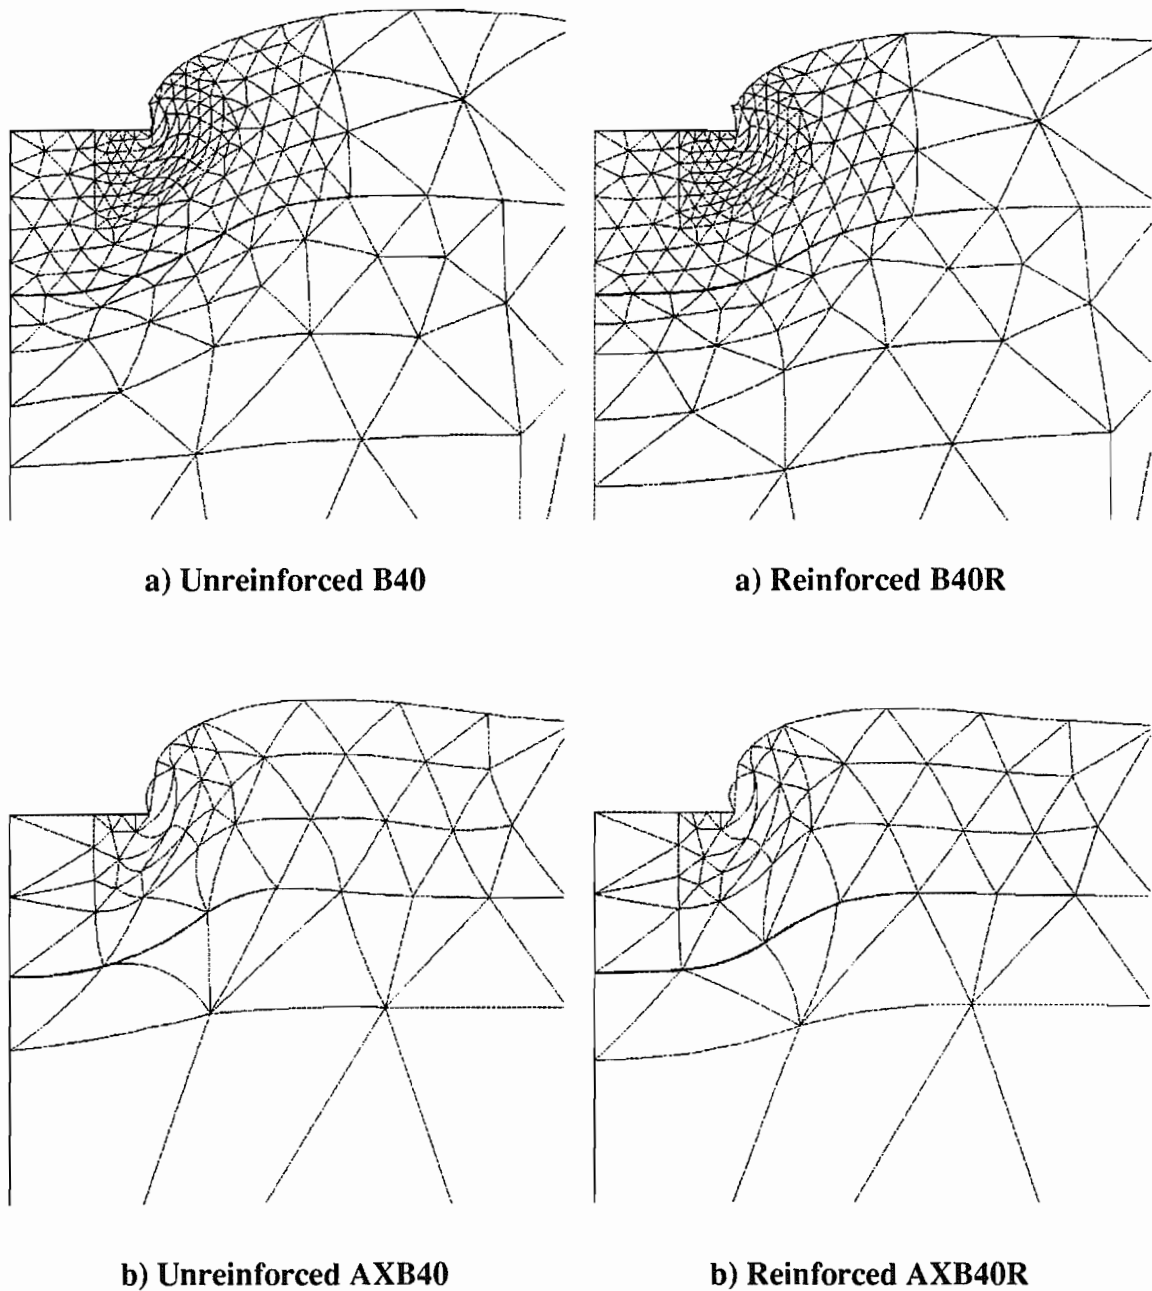 a) Unreinforced B40
a) Reinforced B40R
b) Unreinforced AXB40
b) Reinforced AXB40R